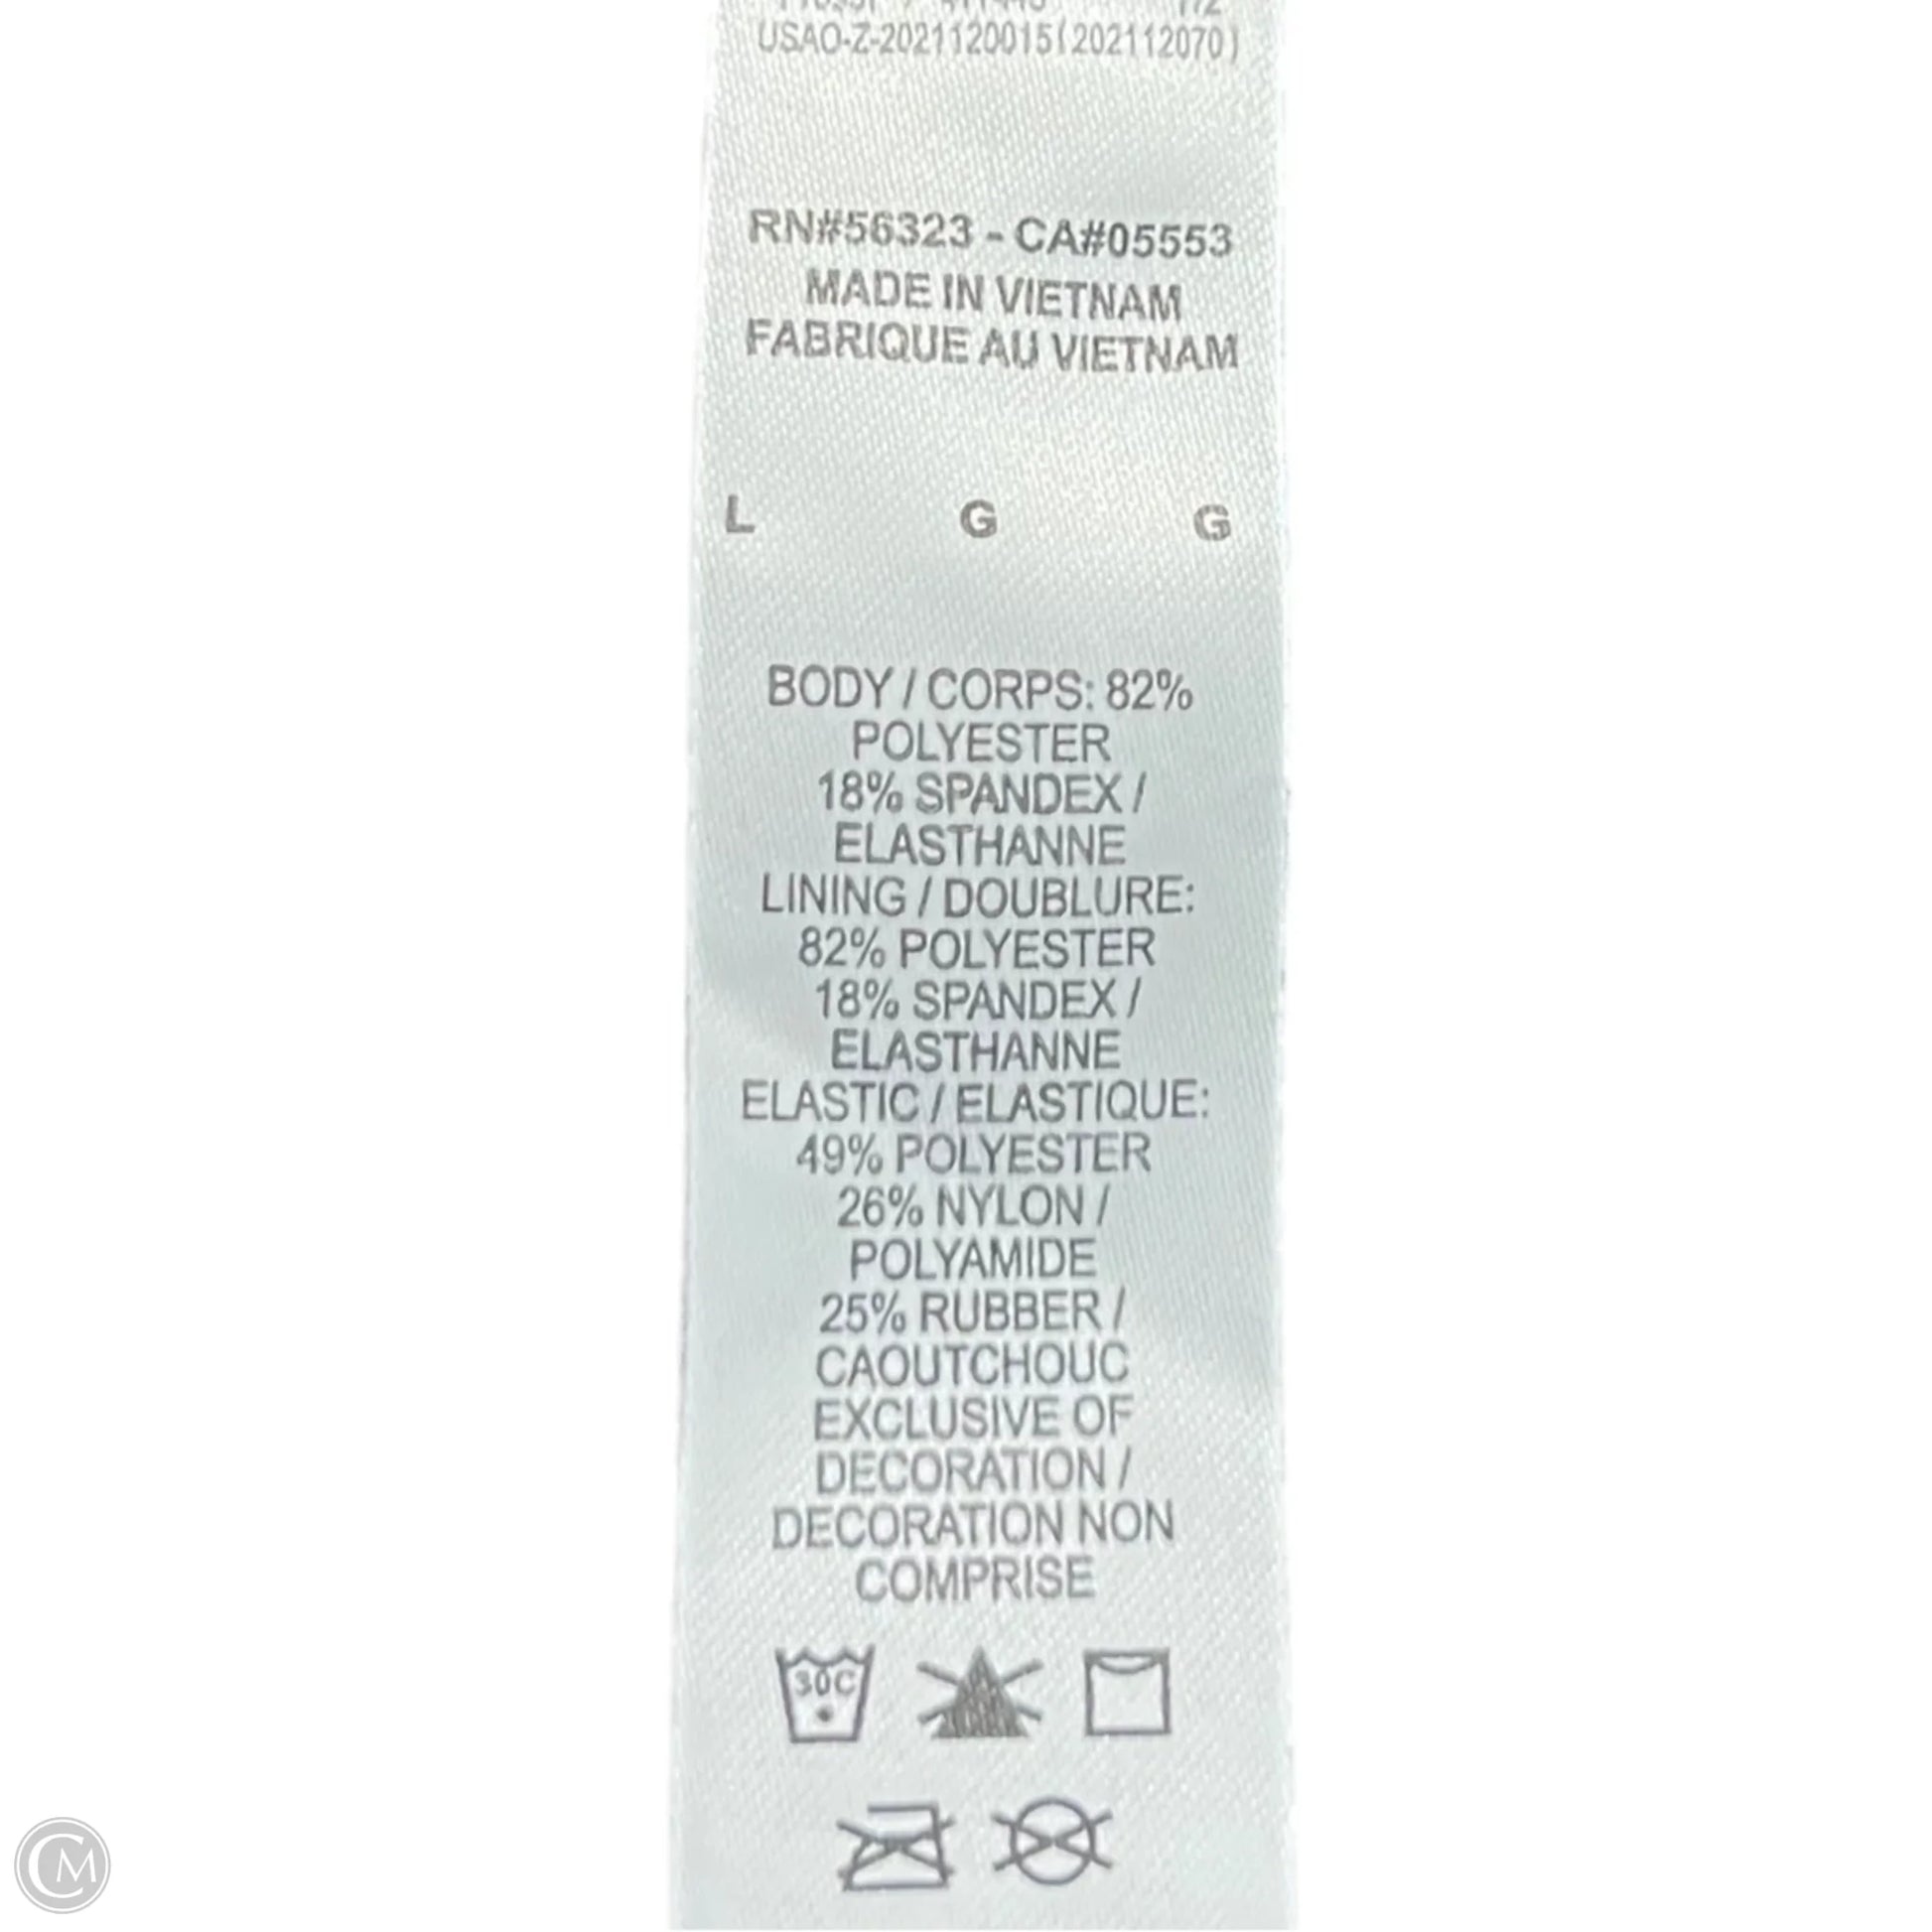 USAO-Z-2021120015(202112070)
RN#56323 - CA#05553
MADE IN VIETNAM
FABRIQUE AU VIETNAM
L G G
BODY / CORPS: 82%
POLYESTER
18% SPANDEX /
ELASTHANNE
LINING / DOUBLURE:
82% POLYESTER
18% SPANDEX /
ELASTHANNE
ELASTIC / ELASTIQUE:
49% POLYESTER
26% NYLON /
POLYAMIDE
25% RUBBER /
CAOUTCHOUC
EXCLUSIVE OF
DECORATION /
DECORATION NON
COMPRISE
30C
CM